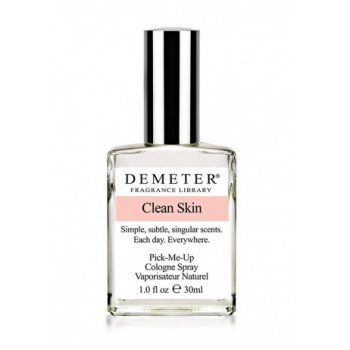 DEMETER®
FRAGRANCE LIBRARY
Clean Skin
Simple, subtle, singular scents.
Each day. Everywhere.
Pick-Me-Up
Cologne Spray
Vaporisateur Naturel
1.0 fl oz ℮ 30ml